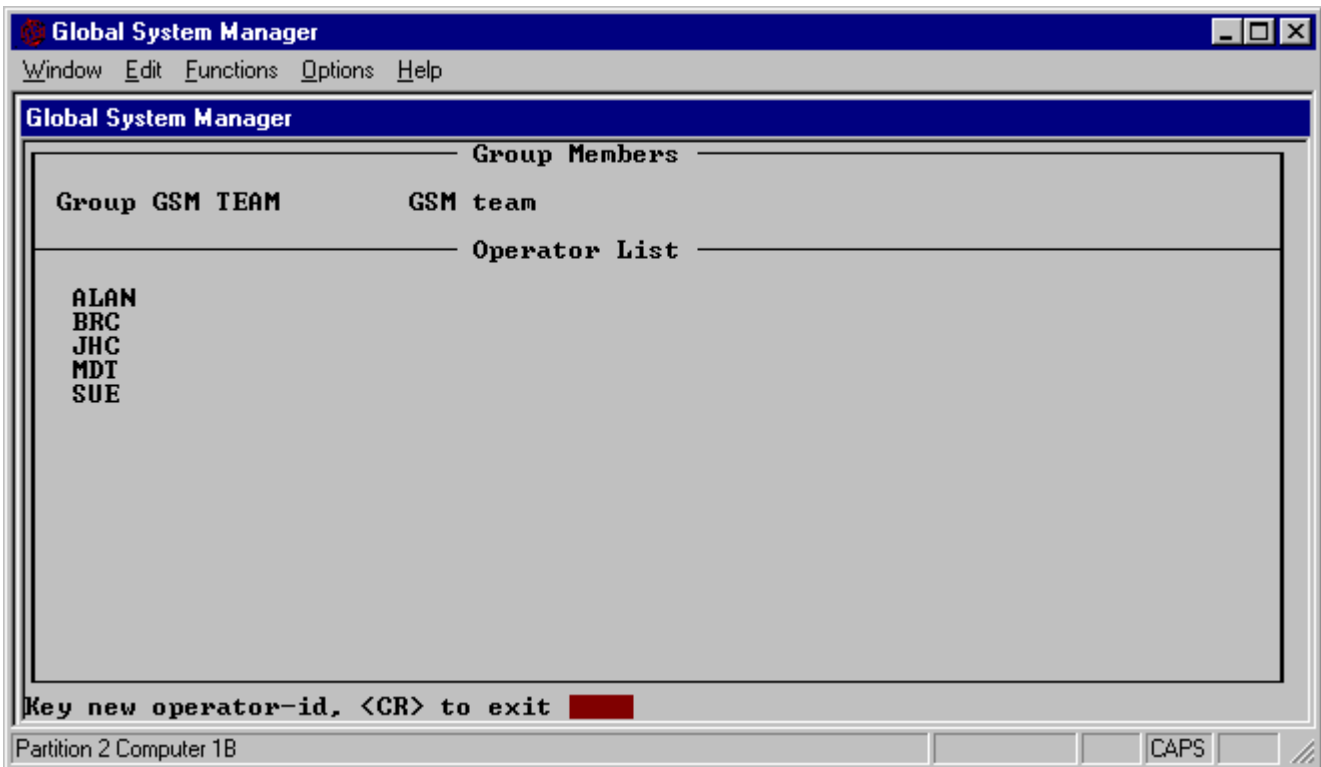 Global System Manager
Window Edit Functions Options Help
Global System Manager
Group Members
Group GSM TEAM GSM team
Operator List
ALAN
BRC
JHC
MDT
SUE
Key new operator-id, <CR> to exit
Partition 2 Computer 1B CAPS